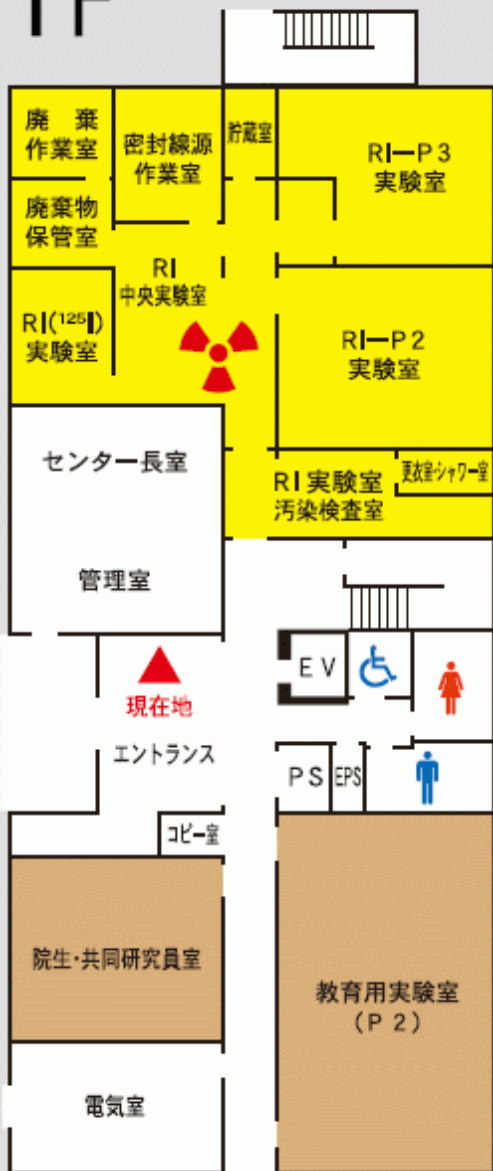 1F
廃 棄
作業室
密封線源
作業室
貯蔵室
RI−P3
実験室
廃棄物
保管室
RI
中央実験室
RI(¹²⁵I)
実験室
RI−P2
実験室
センター長室
RI実験室
汚染検査室
更衣室・シャワー室
管理室
EV
現在地
エントランス
PS
EPS
コピー室
院生・共同研究員室
教育用実験室
(P2)
電気室